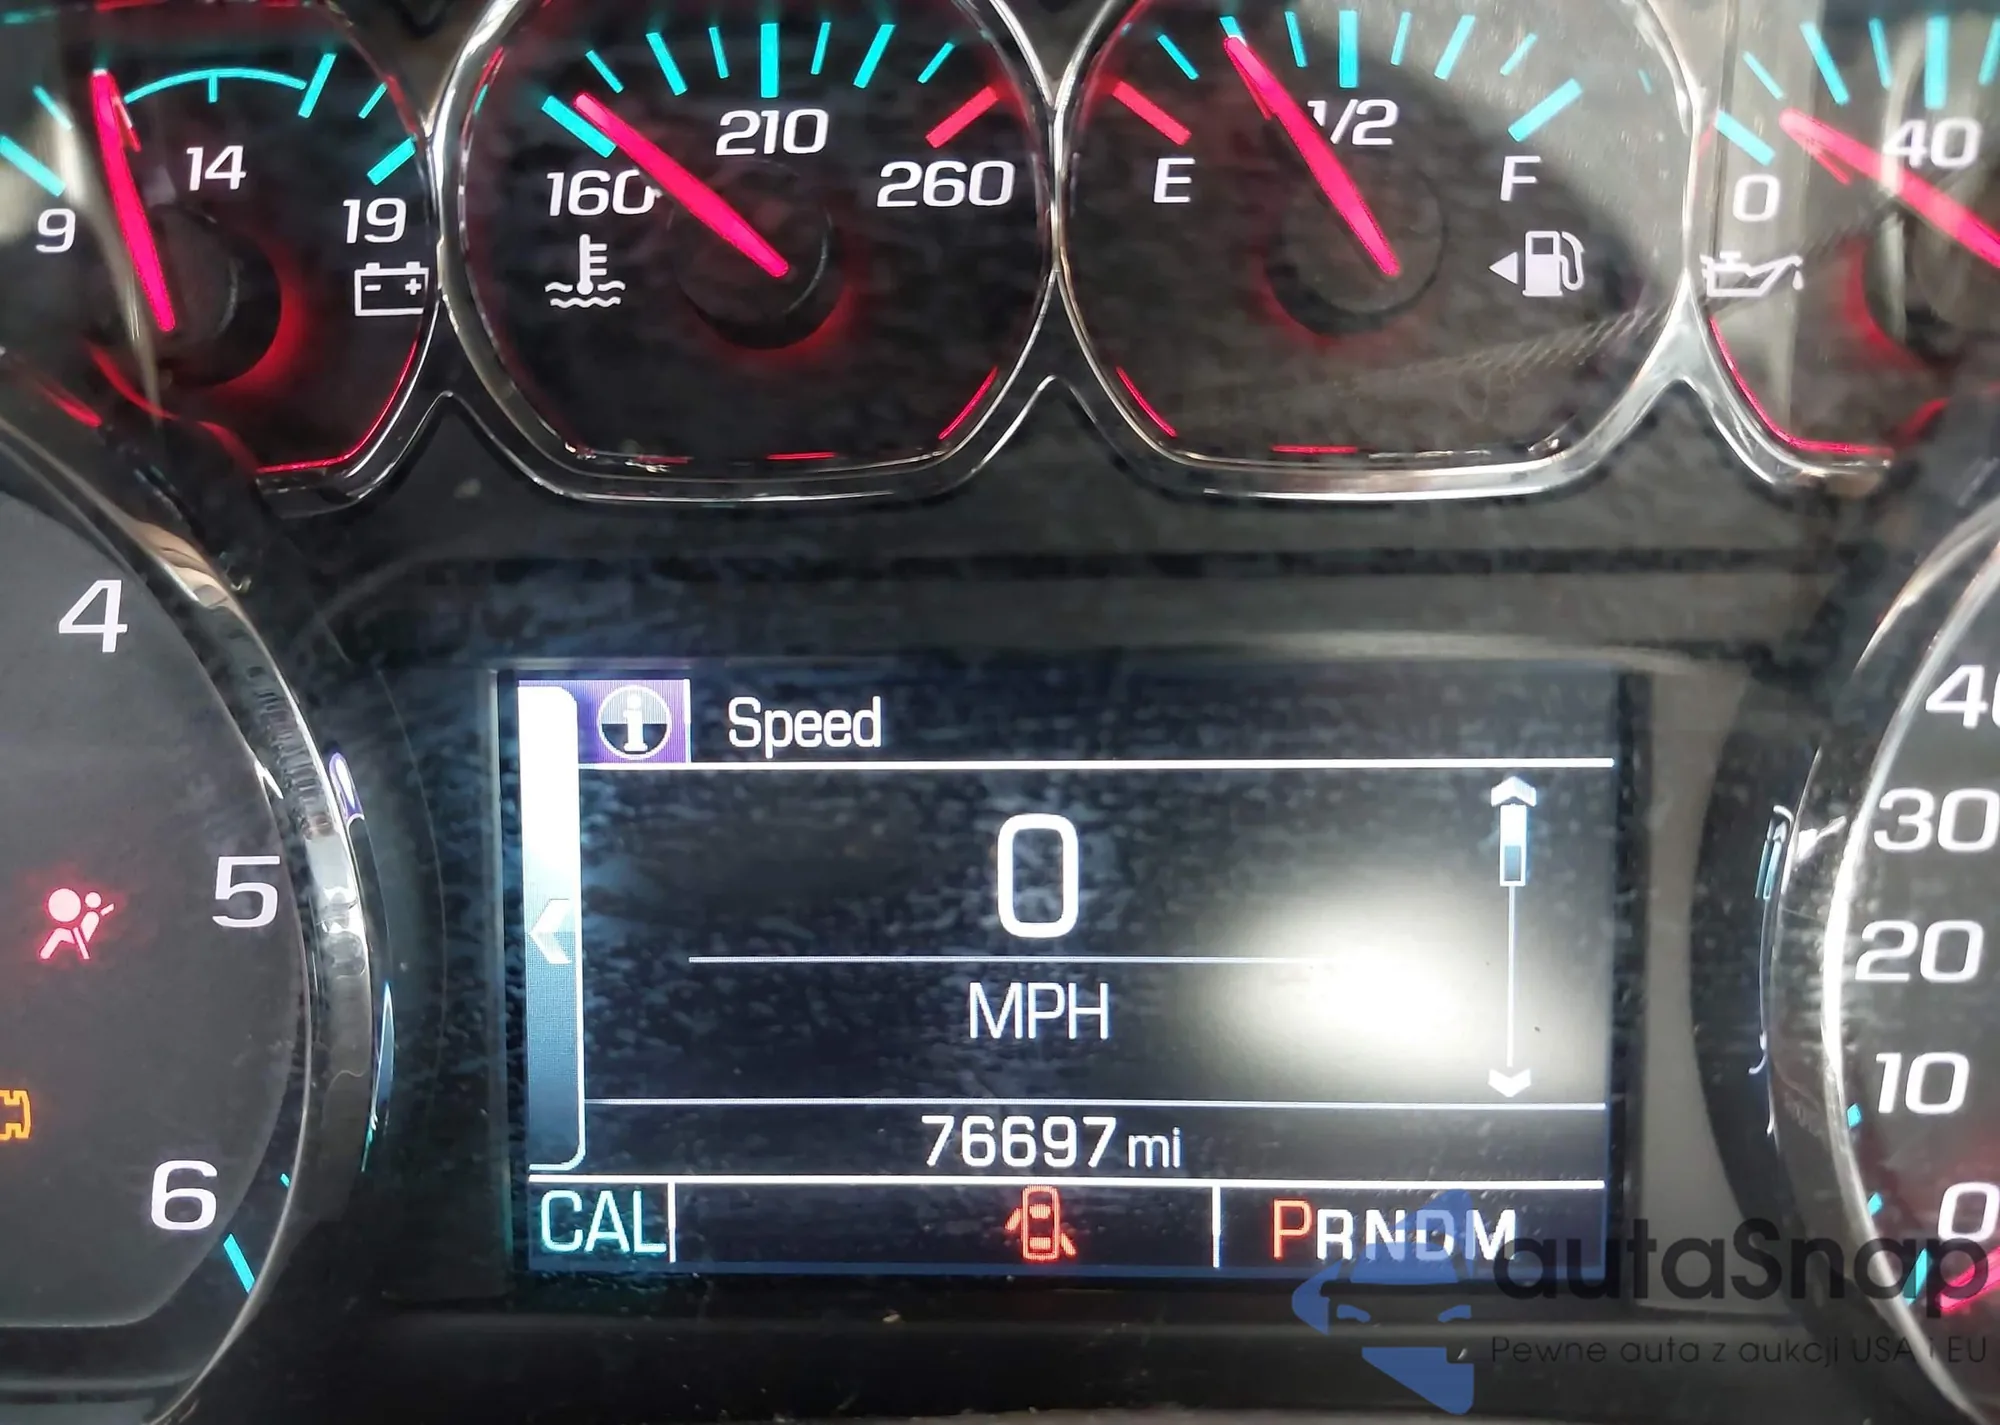 9 14 19
160 210 260
E 1/2 F
0 40
4
5
6
Speed
0
MPH
76697 mi
CAL
PRNDM
40
30
20
10
0
autaSnap
Pewne auta z aukcji USA i EU